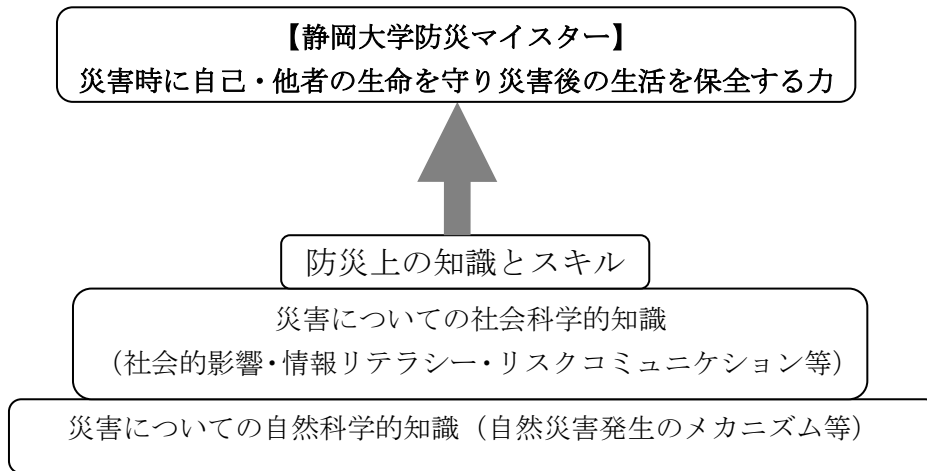 【静岡大学防災マイスター】
災害時に自己・他者の生命を守り災害後の生活を保全する力
防災上の知識とスキル
災害についての社会科学的知識
（社会的影響・情報リテラシー・リスクコミュニケション等）
災害についての自然科学的知識（自然災害発生のメカニズム等）